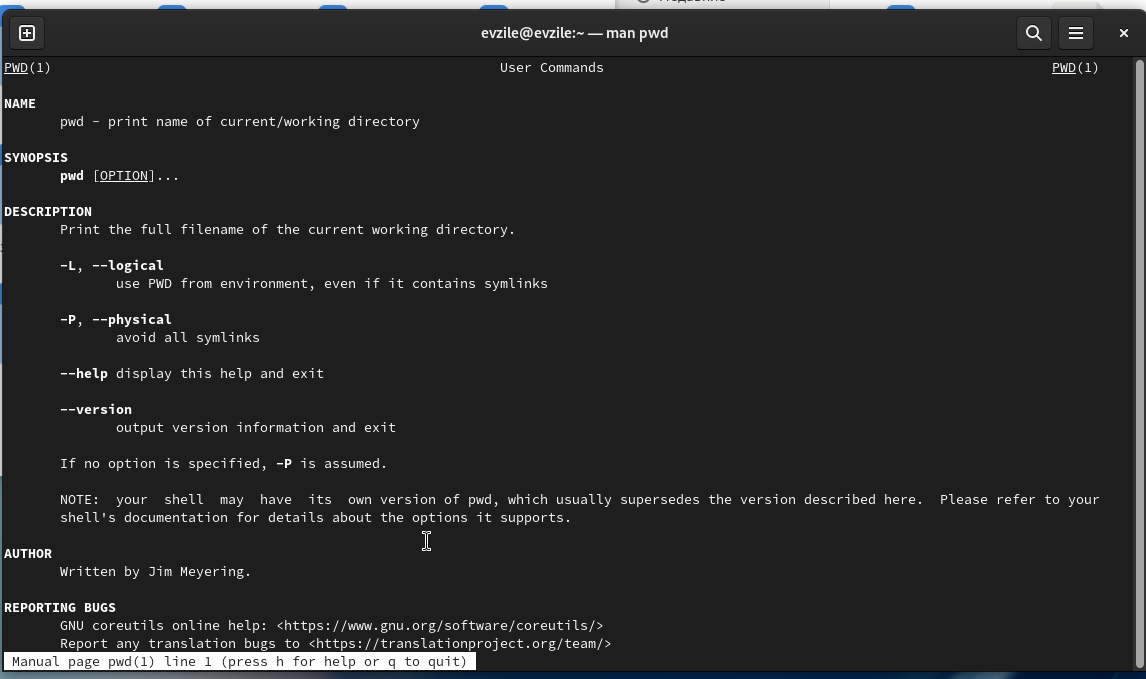 evzile@evzile:~ — man pwd
PWD(1) User Commands PWD(1)
NAME
pwd - print name of current/working directory
SYNOPSIS
pwd [OPTION]...
DESCRIPTION
Print the full filename of the current working directory.
-L, --logical
use PWD from environment, even if it contains symlinks
-P, --physical
avoid all symlinks
--help display this help and exit
--version
output version information and exit
If no option is specified, -P is assumed.
NOTE: your shell may have its own version of pwd, which usually supersedes the version described here. Please refer to your
shell's documentation for details about the options it supports.
AUTHOR
Written by Jim Meyering.
REPORTING BUGS
GNU coreutils online help: <https://www.gnu.org/software/coreutils/>
Report any translation bugs to <https://translationproject.org/team/>
Manual page pwd(1) line 1 (press h for help or q to quit)